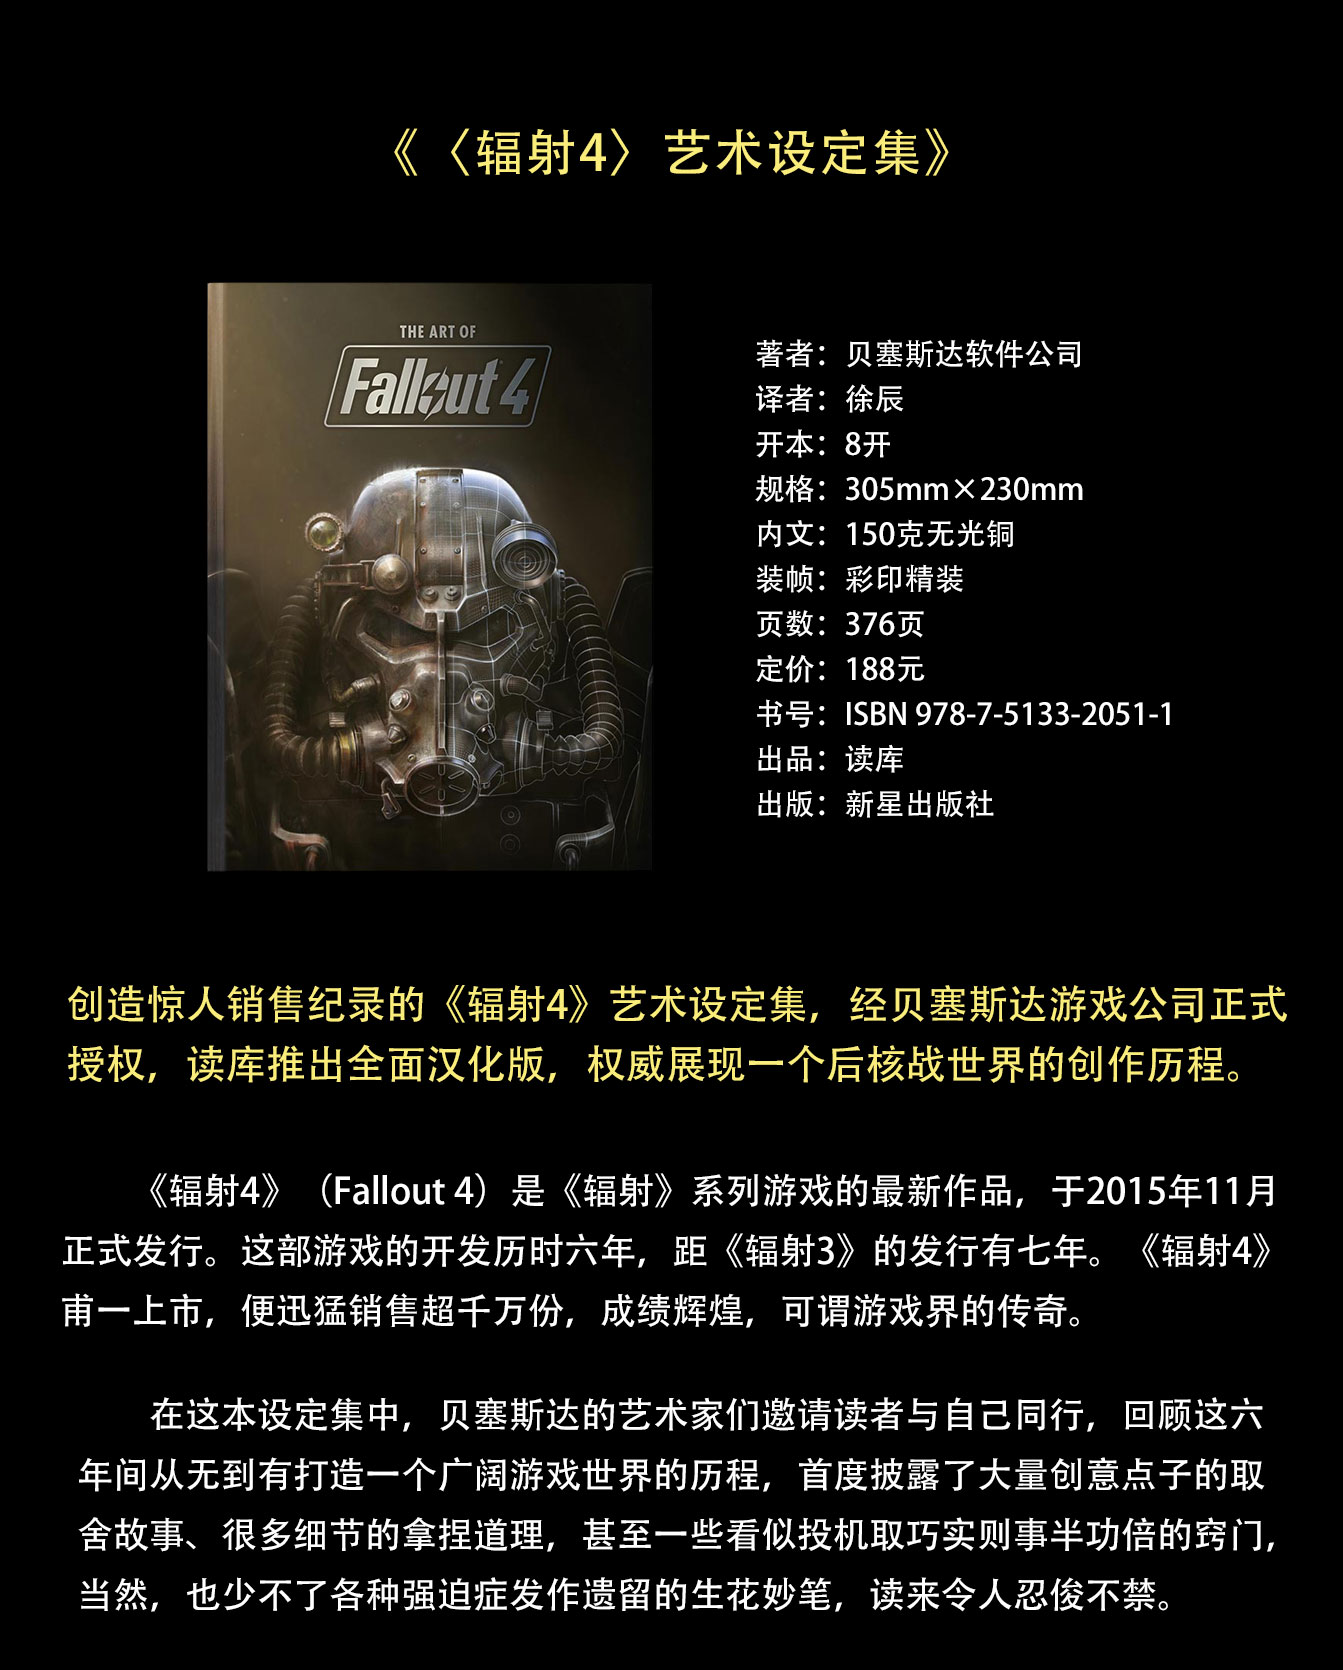 《〈辐射4〉艺术设定集》
THE ART OF
Fallout 4
著者：贝塞斯达软件公司
译者：徐辰
开本：8开
规格：305mm×230mm
内文：150克无光铜
装帧：彩印精装
页数：376页
定价：188元
书号：ISBN 978-7-5133-2051-1
出品：读库
出版：新星出版社
创造惊人销售纪录的《辐射4》艺术设定集，经贝塞斯达游戏公司正式
授权，读库推出全面汉化版，权威展现一个后核战世界的创作历程。
《辐射4》（Fallout 4）是《辐射》系列游戏的最新作品，于2015年11月
正式发行。这部游戏的开发历时六年，距《辐射3》的发行有七年。《辐射4》
甫一上市，便迅猛销售超千万份，成绩辉煌，可谓游戏界的传奇。
在这本设定集中，贝塞斯达的艺术家们邀请读者与自己同行，回顾这六
年间从无到有打造一个广阔游戏世界的历程，首度披露了大量创意点子的取
舍故事、很多细节的拿捏道理，甚至一些看似投机取巧实则事半功倍的窍门，
当然，也少不了各种强迫症发作遗留的生花妙笔，读来令人忍俊不禁。